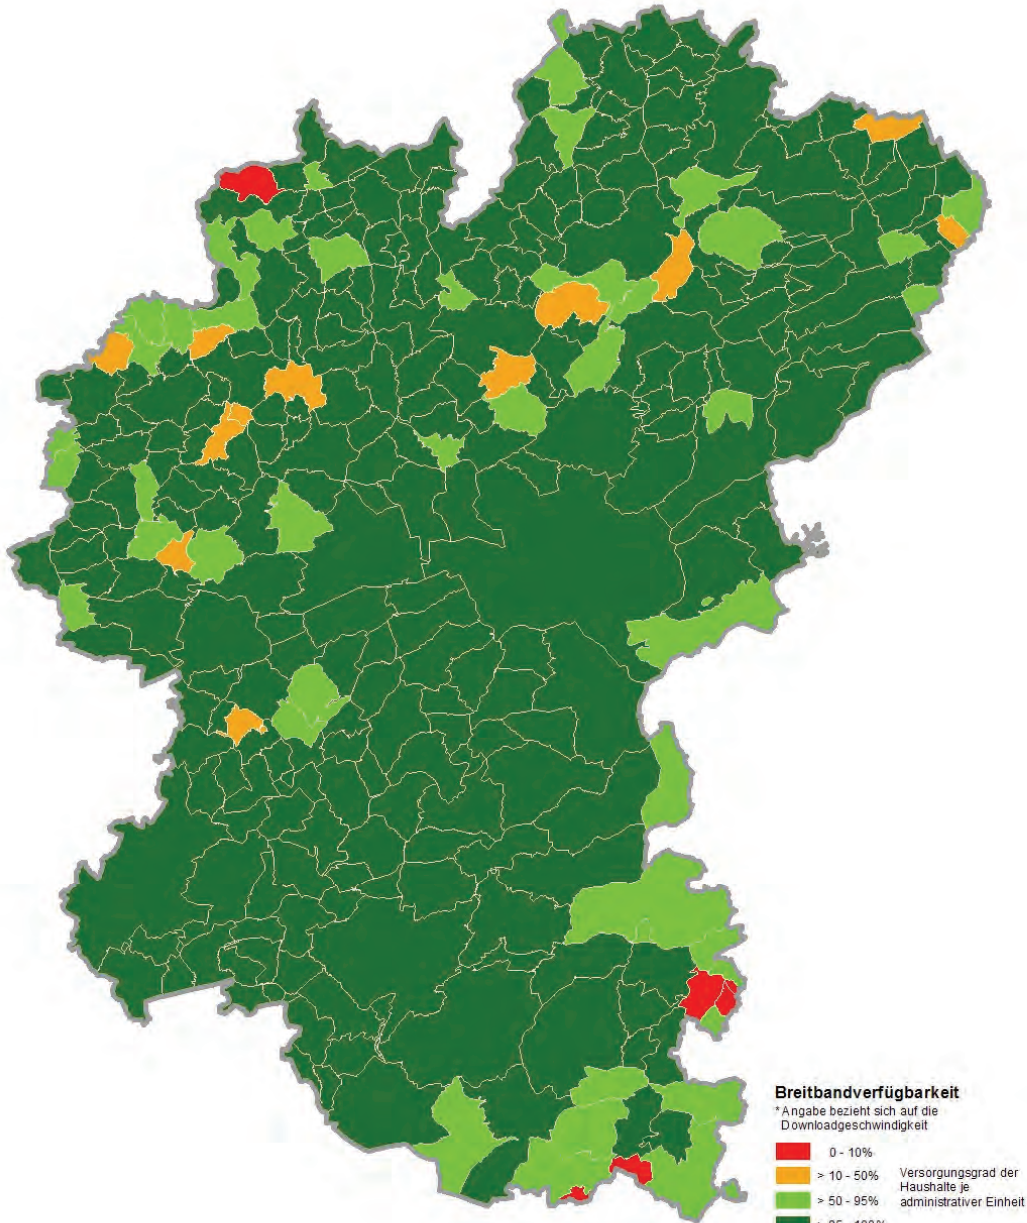 Breitbandverfügbarkeit
* Angabe bezieht sich auf die
Downloadgeschwindigkeit
0 - 10%
> 10 - 50%
> 50 - 95%
Versorgungsgrad der
Haushalte je
administrativer Einheit